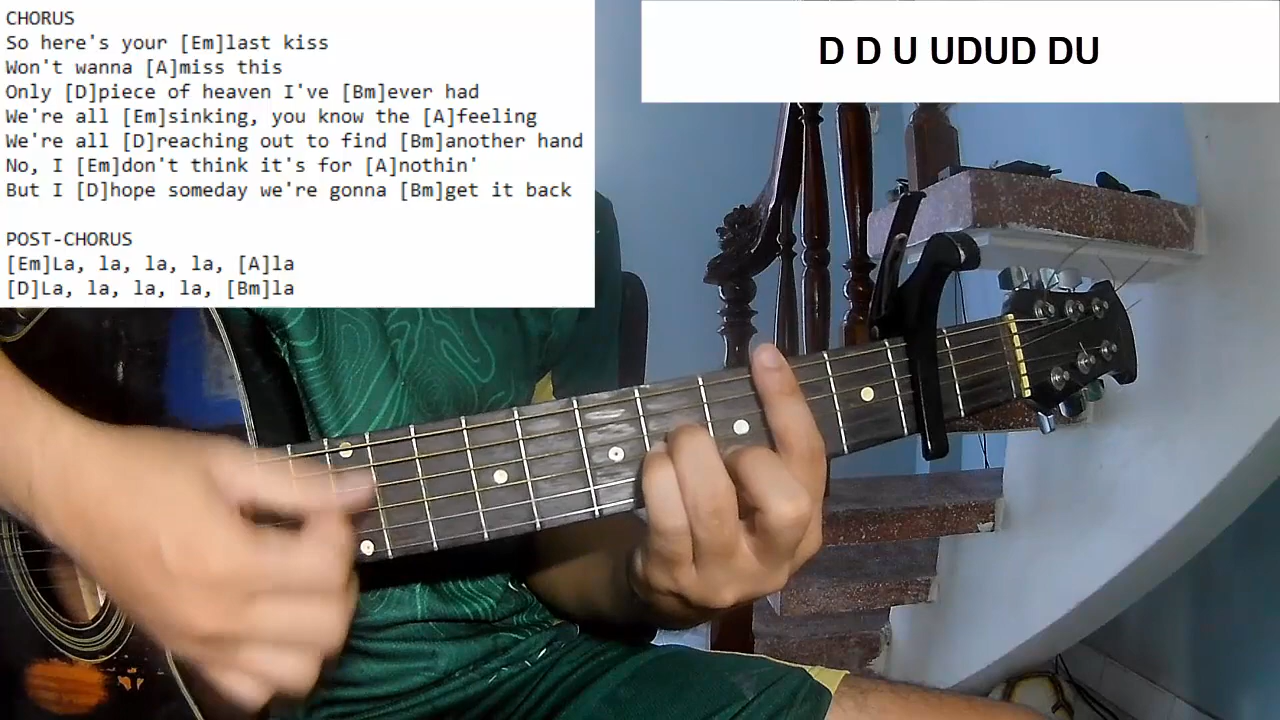 CHORUS
So here's your [Em]last kiss
Won't wanna [A]miss this
Only [D]piece of heaven I've [Bm]ever had
We're all [Em]sinking, you know the [A]feeling
We're all [D]reaching out to find [Bm]another hand
No, I [Em]don't think it's for [A]nothin'
But I [D]hope someday we're gonna [Bm]get it back
POST-CHORUS
[Em]La, la, la, la, [A]la
[D]La, la, la, la, [Bm]la
D D U UDUD DU